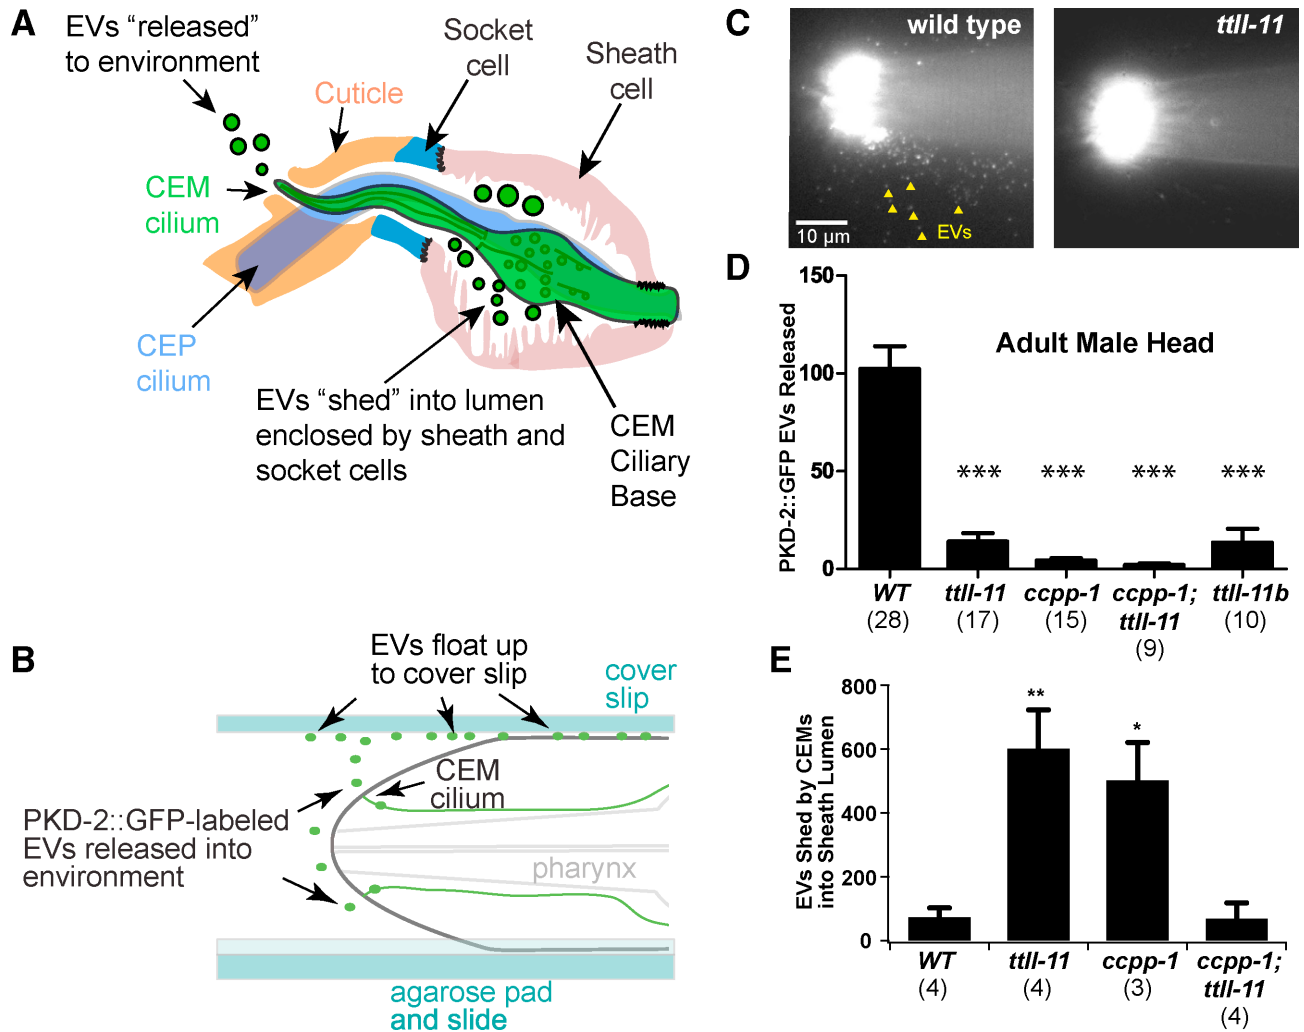 A
EVs “released”
to environment
Cuticle
Socket
cell
Sheath
cell
CEM
cilium
CEP
cilium
EVs “shed” into lumen
enclosed by sheath and
socket cells
CEM
Ciliary
Base
B
EVs float up
to cover slip
cover
slip
CEM
cilium
PKD-2::GFP-labeled
EVs released into
environment
pharynx
agarose pad
and slide
C
wild type
ttll-11
EVs
10 µm
D
Adult Male Head
PKD-2::GFP EVs Released
150
100
50
0
*** *** *** ***
WT ttll-11 ccpp-1 ccpp-1; ttll-11b
ttll-11
(28) (17) (15) (9) (10)
E
EVs Shed by CEMs
into Sheath Lumen
800
600
400
200
0
** *
WT ttll-11 ccpp-1 ccpp-1;
ttll-11
(4) (4) (3) (4)